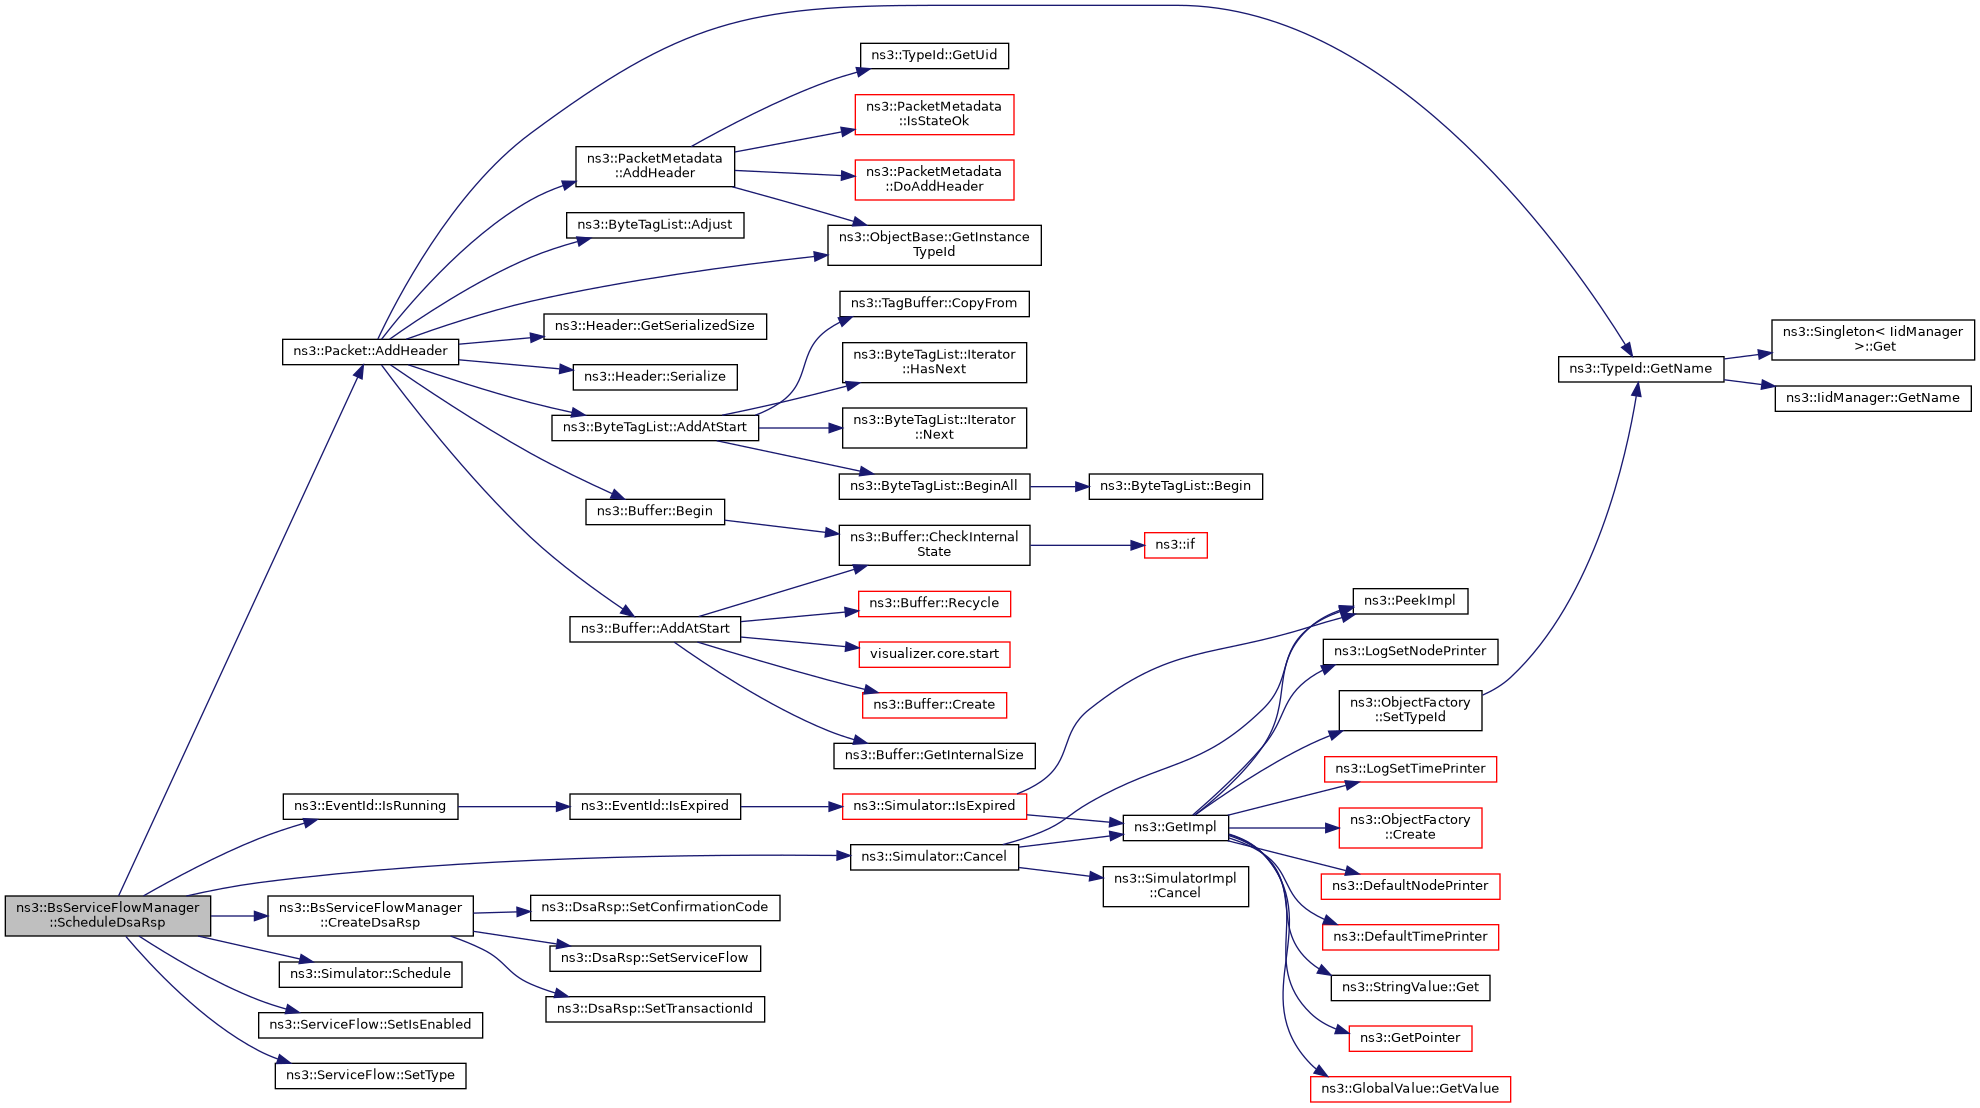 ns3::TypeId::GetUid
ns3::PacketMetadata
::IsStateOk
ns3::PacketMetadata
::AddHeader
ns3::PacketMetadata
::DoAddHeader
ns3::ByteTagList::Adjust
ns3::ObjectBase::GetInstance
TypeId
ns3::TagBuffer::CopyFrom
ns3::Header::GetSerializedSize
ns3::Singleton< IidManager
>::Get
ns3::Packet::AddHeader
ns3::ByteTagList::Iterator
::HasNext
ns3::TypeId::GetName
ns3::Header::Serialize
ns3::IidManager::GetName
ns3::ByteTagList::AddAtStart
ns3::ByteTagList::Iterator
::Next
ns3::ByteTagList::BeginAll
ns3::ByteTagList::Begin
ns3::Buffer::Begin
ns3::Buffer::CheckInternal
State
ns3::if
ns3::Buffer::Recycle
ns3::PeekImpl
ns3::Buffer::AddAtStart
visualizer.core.start
ns3::LogSetNodePrinter
ns3::Buffer::Create
ns3::ObjectFactory
::SetTypeId
ns3::Buffer::GetInternalSize
ns3::LogSetTimePrinter
ns3::EventId::IsRunning
ns3::EventId::IsExpired
ns3::Simulator::IsExpired
ns3::GetImpl
ns3::ObjectFactory
::Create
ns3::Simulator::Cancel
ns3::SimulatorImpl
::Cancel
ns3::DefaultNodePrinter
ns3::BsServiceFlowManager
::ScheduleDsaRsp
ns3::BsServiceFlowManager
::CreateDsaRsp
ns3::DsaRsp::SetConfirmationCode
ns3::DefaultTimePrinter
ns3::DsaRsp::SetServiceFlow
ns3::Simulator::Schedule
ns3::StringValue::Get
ns3::DsaRsp::SetTransactionId
ns3::ServiceFlow::SetIsEnabled
ns3::GetPointer
ns3::ServiceFlow::SetType
ns3::GlobalValue::GetValue